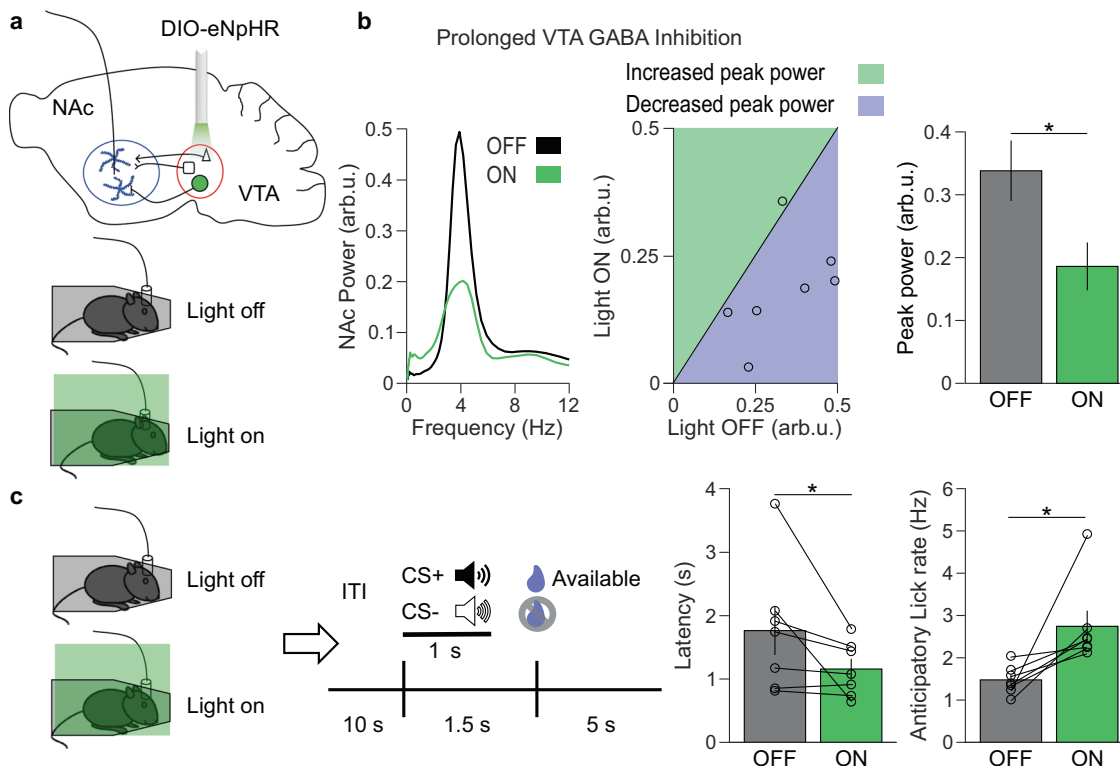 a
DIO-eNpHR
NAc
VTA
Light off
Light on
b
Prolonged VTA GABA Inhibition
Increased peak power
Decreased peak power
OFF
ON
NAc Power (arb.u.)
0.5
0.4
0.3
0.2
0.1
0
0 4 8 12
Frequency (Hz)
Light ON (arb.u.)
0.5
0.25
0
0 0.25 0.5
Light OFF (arb.u.)
Peak power (arb.u.)
0.4
0.3
0.2
0.1
0
*
OFF ON
c
Light off
Light on
ITI
CS+
CS-
Available
1 s
10 s 1.5 s 5 s
Latency (s)
4
3
2
1
0
*
OFF ON
Anticipatory Lick rate (Hz)
6
5
4
3
2
1
0
*
OFF ON